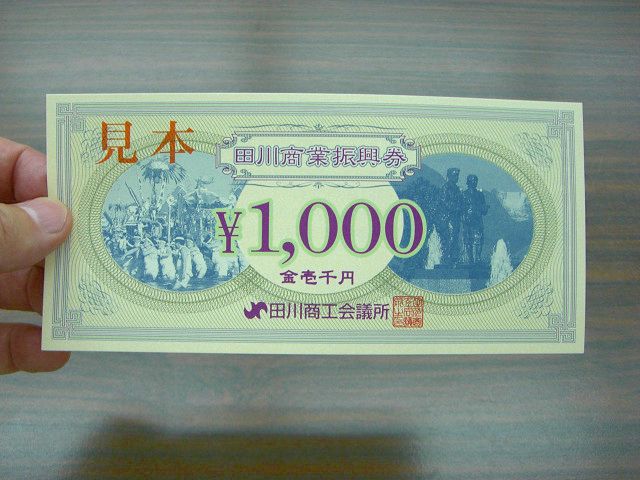 見本
田川商業振興券
¥1,000
金壱千円
田川商工会議所